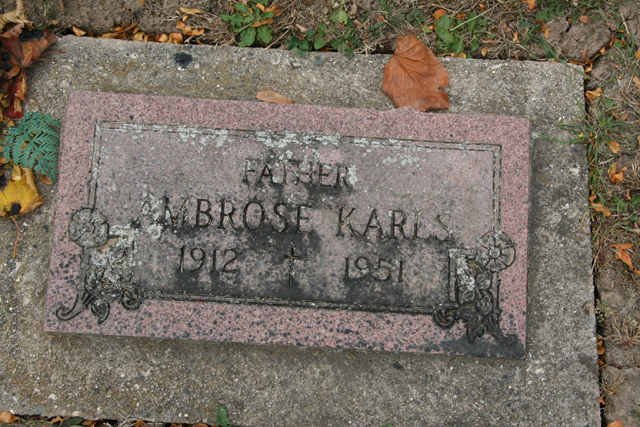 FATHER
AMBROSE KARLS
1912 1951